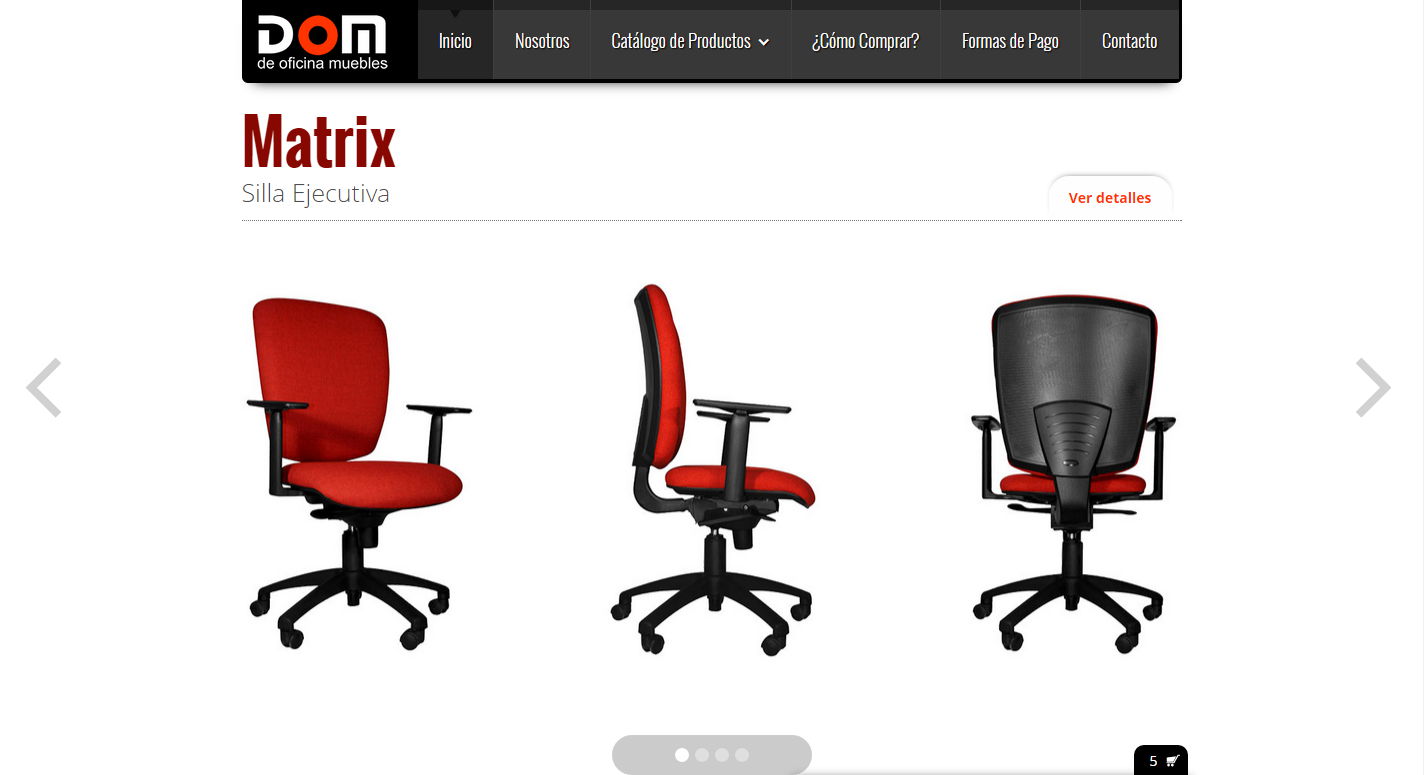 DOM
de oficina muebles
Inicio
Nosotros
Catálogo de Productos
¿Cómo Comprar?
Formas de Pago
Contacto
Matrix
Silla Ejecutiva
Ver detalles
5